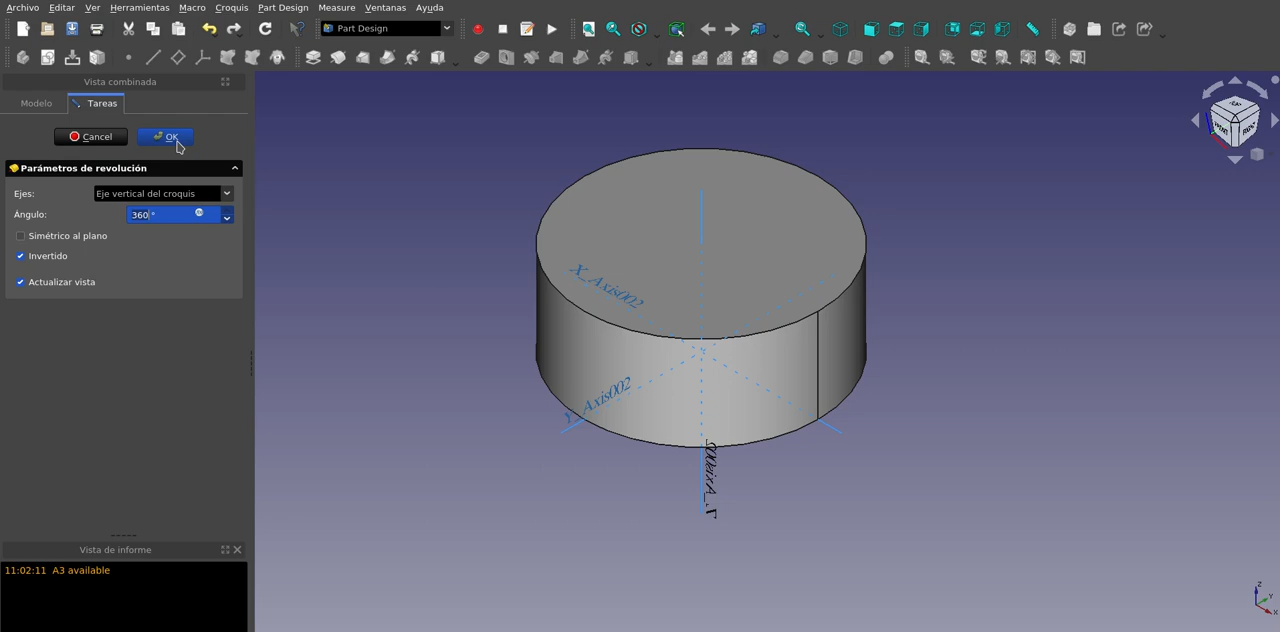 Archivo Editar Ver Herramientas Macro Croquis Part Design Measure Ventanas Ayuda
Part Design
Vista combinada
Modelo Tareas
Cancel OK
Parámetros de revolución
Ejes: Eje vertical del croquis
Ángulo: 360 °
Simétrico al plano
Invertido
Actualizar vista
X_Axis002
Y_Axis002
Vista de informe
11:02:11 A3 available
Z
Y
X